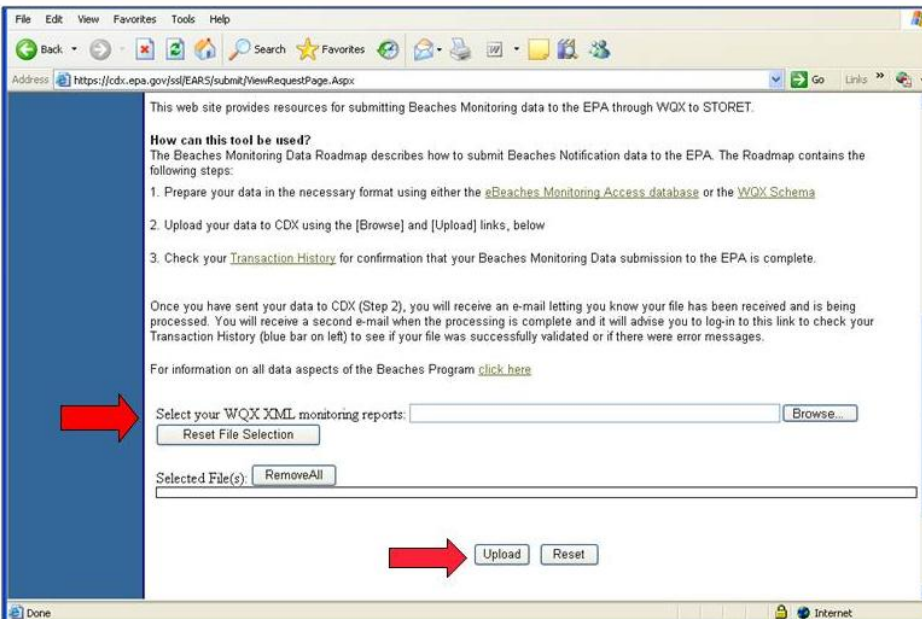 File Edit View Favorites Tools Help
Back Search Favorites
Address https://cdx.epa.gov/ssl/EARS/submit/ViewRequestPage.Aspx Go Links »
This web site provides resources for submitting Beaches Monitoring data to the EPA through WQX to STORET.
How can this tool be used?
The Beaches Monitoring Data Roadmap describes how to submit Beaches Notification data to the EPA. The Roadmap contains the
following steps:
1. Prepare your data in the necessary format using either the eBeaches Monitoring Access database or the WQX Schema
2. Upload your data to CDX using the [Browse] and [Upload] links, below
3. Check your Transaction History for confirmation that your Beaches Monitoring Data submission to the EPA is complete.
Once you have sent your data to CDX (Step 2), you will receive an e-mail letting you know your file has been received and is being
processed. You will receive a second e-mail when the processing is complete and it will advise you to log-in to this link to check your
Transaction History (blue bar on left) to see if your file was successfully validated or if there were error messages.
For information on all data aspects of the Beaches Program click here
Select your WQX XML monitoring reports: Browse...
Reset File Selection
Selected File(s): RemoveAll
Upload Reset
Done Internet